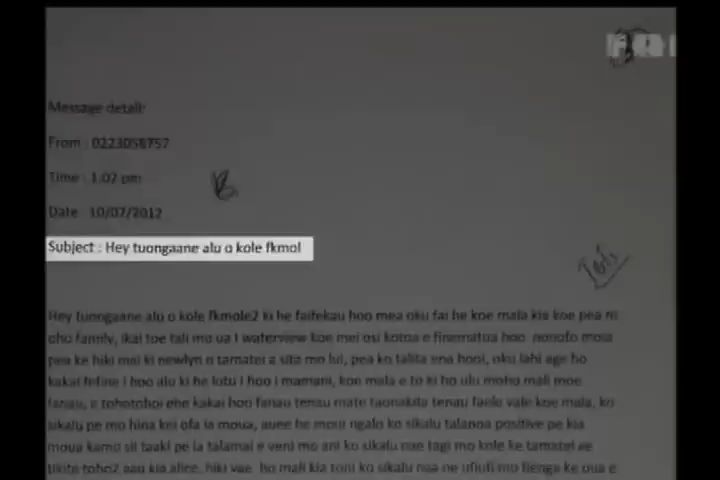 Message detail:
From : 0223058757
Time : 1.02 pm
Date : 10/07/2012
Subject : Hey tuongaane alu o kole fkmol
Tots
Hey tuongaane alu o kole fkmole2 ki he faifekau hoo mea oku fai he koe mala kia koe pea ni
oho family, ikai toe tali mo ua i waterview koe mei osi kotoa e finematua hoo nonofo moia
pea ke hiki mai ki newlyn o tamatei a sita mo lui, pea ko talita ena hooi, oku lahi age ho
kakai fefine i hoo alu ki he lotu i hoo i mamani, koe mala e to ki ho ulu moho mali moe
fanau, e tohotohoi ohe kakai hoo fanau tenau mate taonakita tenau faele vale koe mala, ko
sikalu pe mo hina kei ofa ia moua, auee he moui ngalo ko sikalu talanoa positive pe kia
moua kamo sii taaki pe ia talamai e veni mo ani ko sikalu nae tagi mo kole ke tamatei ae
tikite toho2 aau kia alice, hiki vae ho mali kia toni ko sikalu naa ne ufiufi mo fienga ke oua e